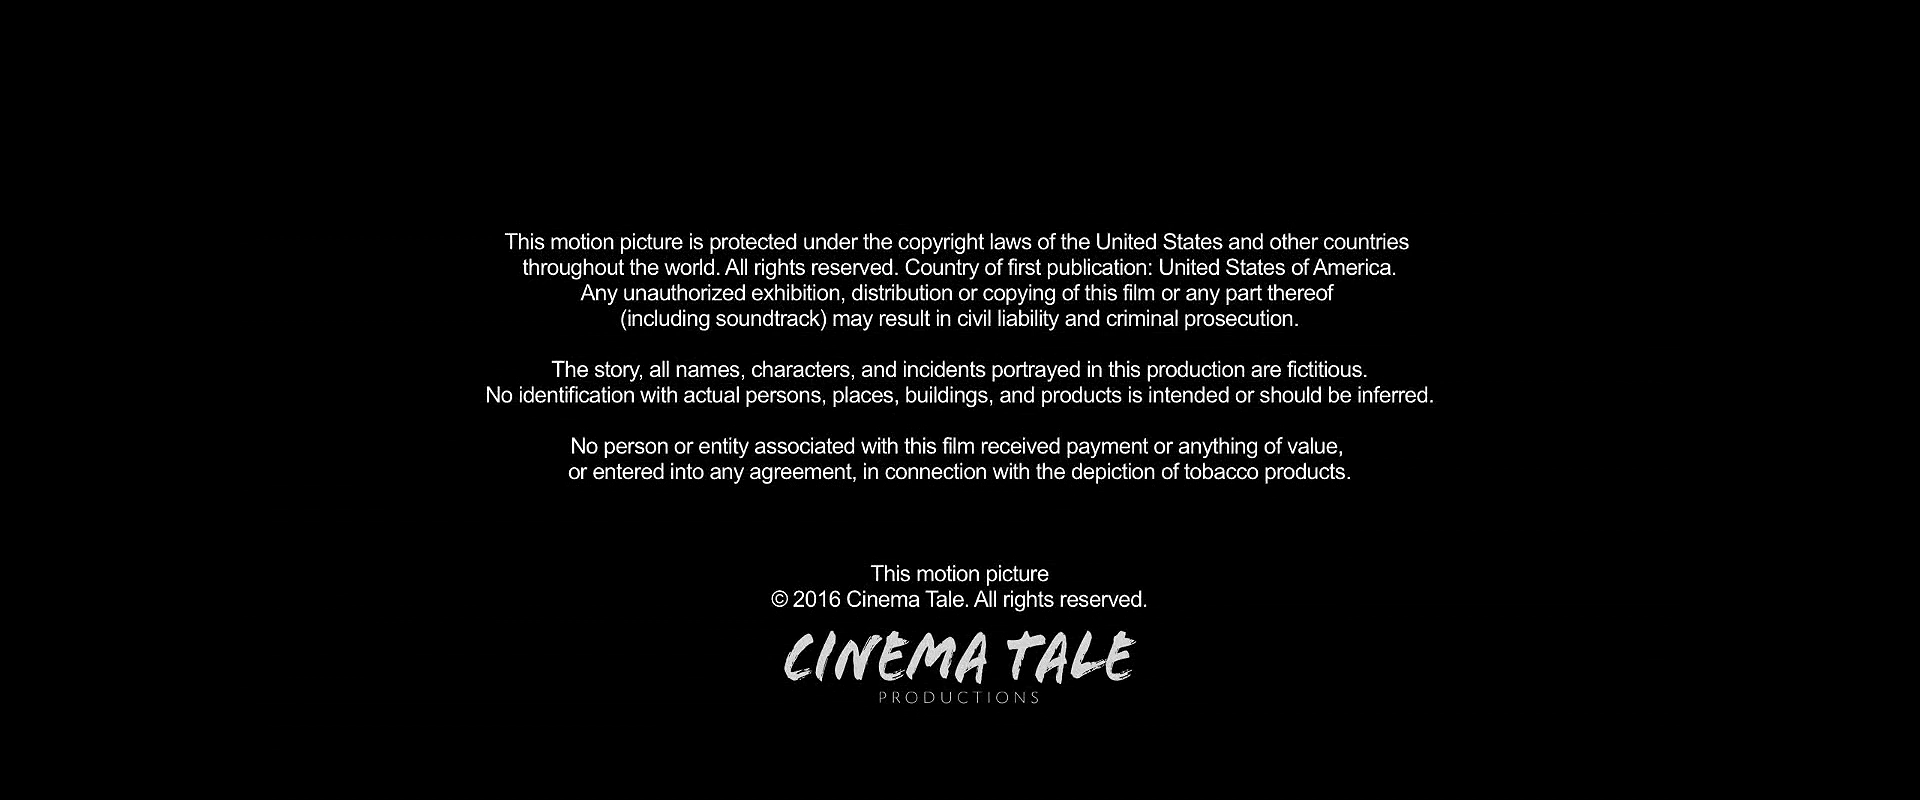 This motion picture is protected under the copyright laws of the United States and other countries
throughout the world. All rights reserved. Country of first publication: United States of America.
Any unauthorized exhibition, distribution or copying of this film or any part thereof
(including soundtrack) may result in civil liability and criminal prosecution.
The story, all names, characters, and incidents portrayed in this production are fictitious.
No identification with actual persons, places, buildings, and products is intended or should be inferred.
No person or entity associated with this film received payment or anything of value,
or entered into any agreement, in connection with the depiction of tobacco products.
This motion picture
© 2016 Cinema Tale. All rights reserved.
CINEMA TALE
PRODUCTIONS